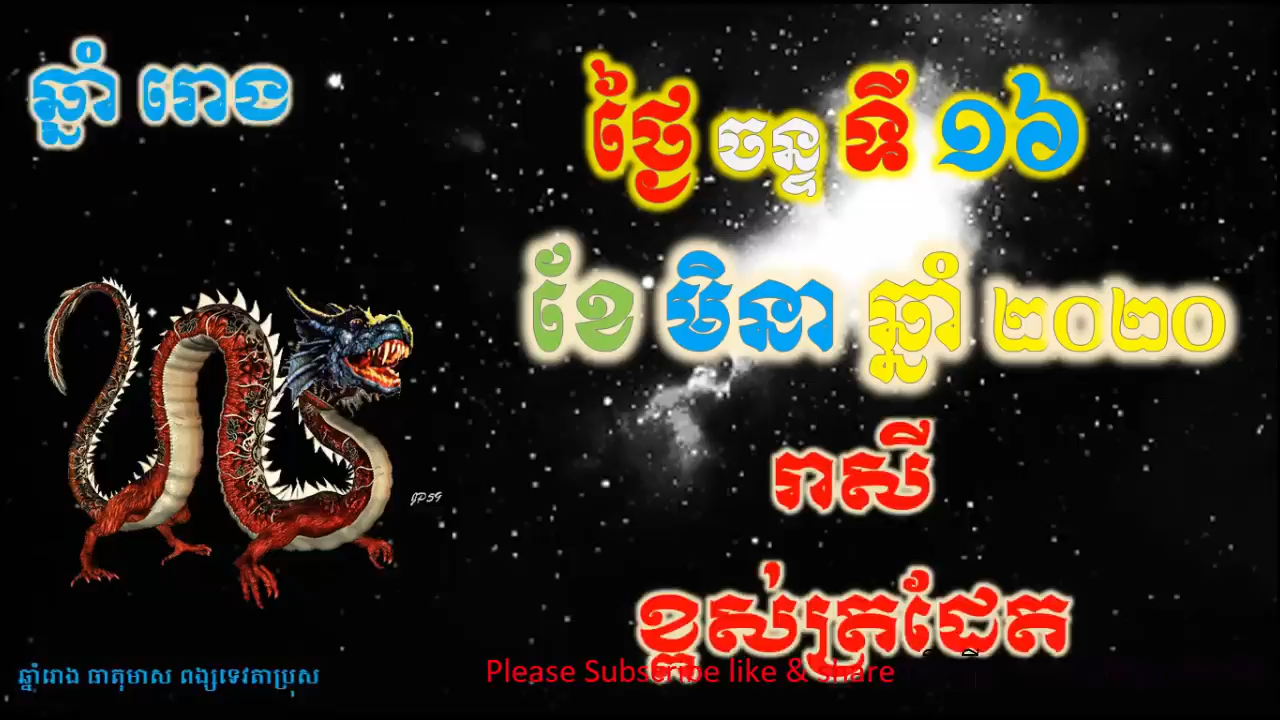 ឆ្នាំ រោង
ថ្ងៃ ចន្ទ ទី ១៦
ខែ មិនា ឆ្នាំ ២០២០
រាសី
ខ្ពស់ត្រដែត
JPSG
ឆ្នាំរោង ធាតុមាស ពង្សទេវតាប្រុស
Please Subscribe like & share